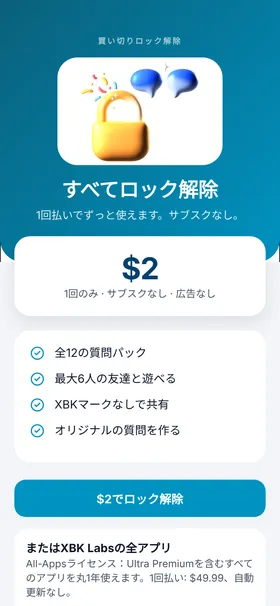 買い切りロック解除
すべてロック解除
1回払いでずっと使えます。サブスクなし。
$2
1回のみ · サブスクなし · 広告なし
全12の質問パック
最大6人の友達と遊べる
XBKマークなしで共有
オリジナルの質問を作る
$2でロック解除
またはXBK Labsの全アプリ
All-Appsライセンス：Ultra Premiumを含むすべて
のアプリを丸1年使えます。1回払い: $49.99、自動
更新なし。